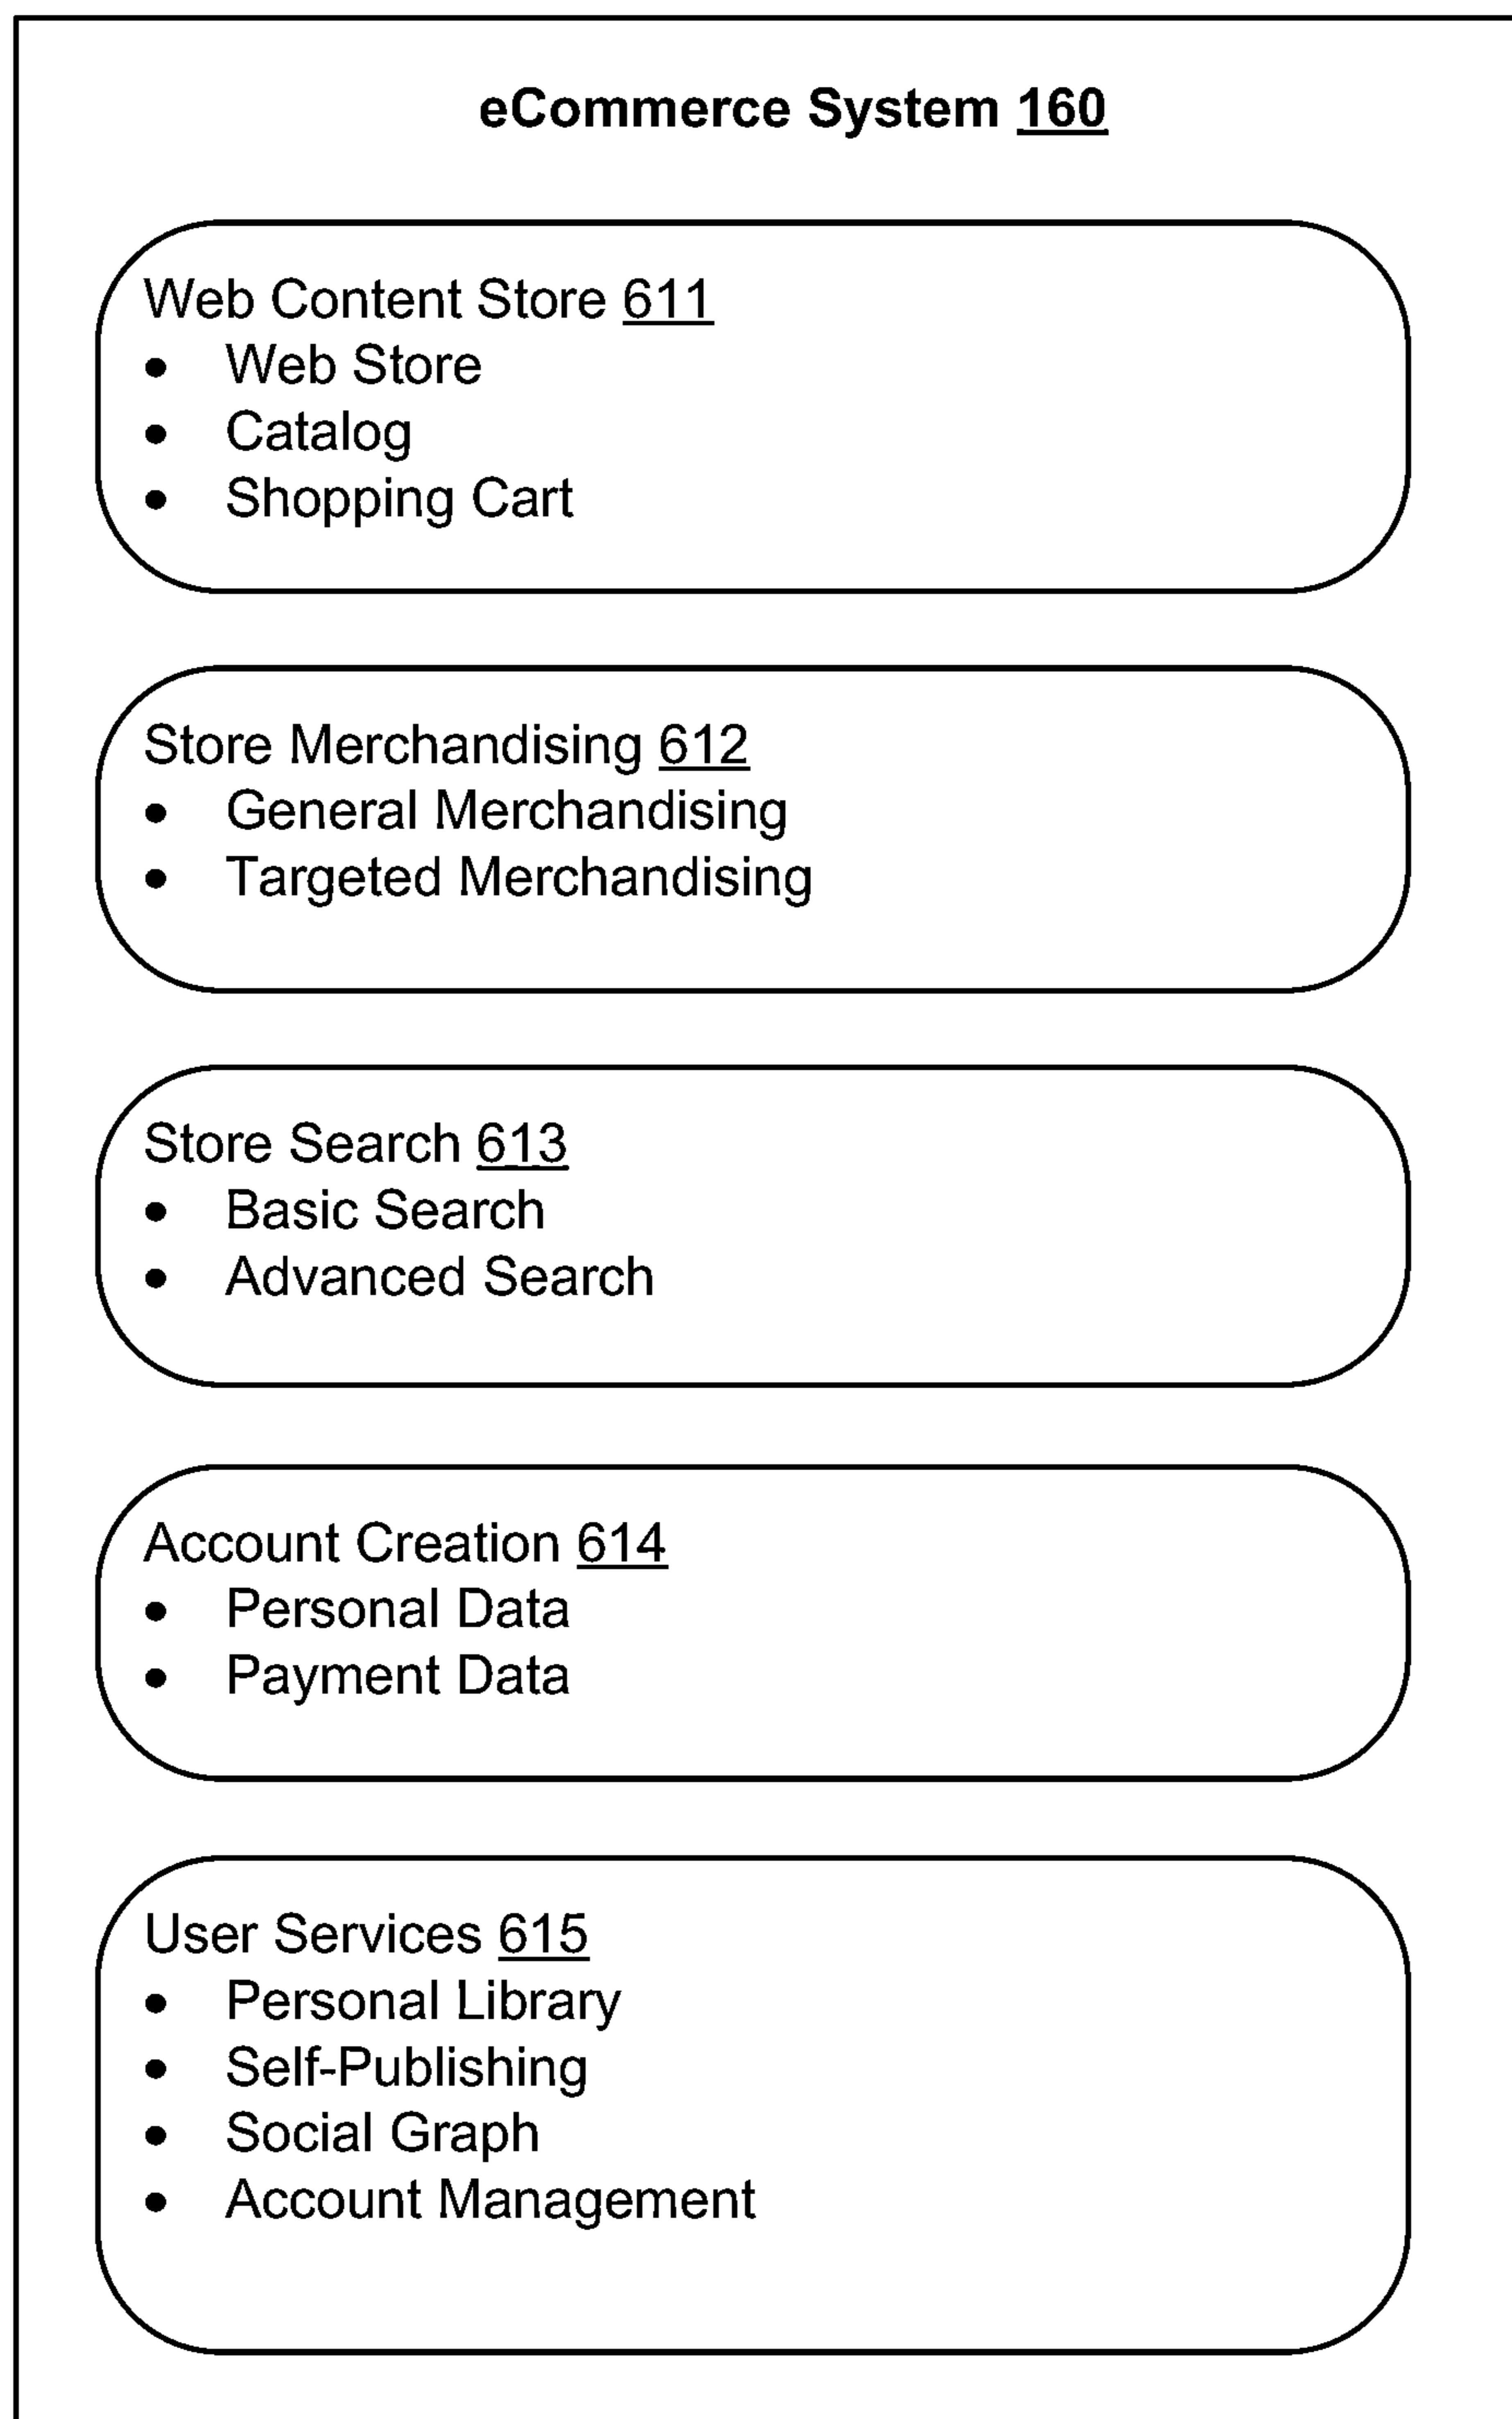 eCommerce System 160
Web Content Store 611
• Web Store
• Catalog
• Shopping Cart
Store Merchandising 612
• General Merchandising
• Targeted Merchandising
Store Search 613
• Basic Search
• Advanced Search
Account Creation 614
• Personal Data
• Payment Data
User Services 615
• Personal Library
• Self-Publishing
• Social Graph
• Account Management